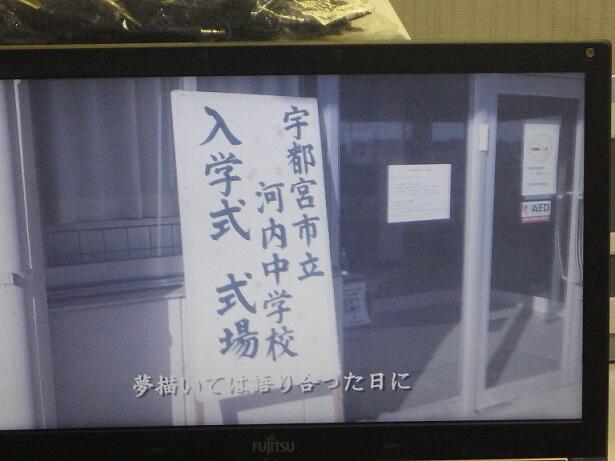 宇都宮市立
河内中学校
入学式 式場
AED
夢描いては語り合った日に
FUJITSU